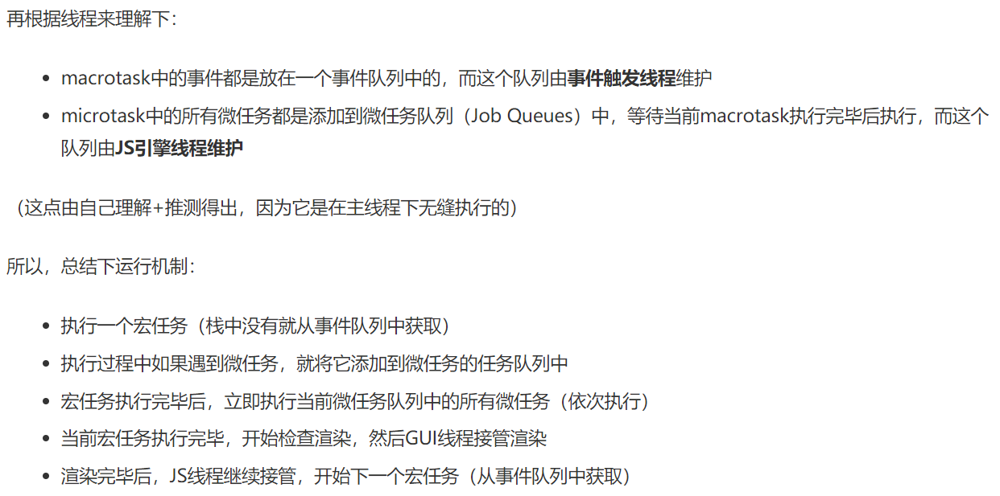 再根据线程来理解下：
• macrotask中的事件都是放在一个事件队列中的，而这个队列由事件触发线程维护
• microtask中的所有微任务都是添加到微任务队列（Job Queues）中，等待当前macrotask执行完毕后执行，而这个
队列由JS引擎线程维护
（这点由自己理解+推测得出，因为它是在主线程下无缝执行的）
所以，总结下运行机制：
• 执行一个宏任务（栈中没有就从事件队列中获取）
• 执行过程中如果遇到微任务，就将它添加到微任务的任务队列中
• 宏任务执行完毕后，立即执行当前微任务队列中的所有微任务（依次执行）
• 当前宏任务执行完毕，开始检查渲染，然后GUI线程接管渲染
• 渲染完毕后，JS线程继续接管，开始下一个宏任务（从事件队列中获取）